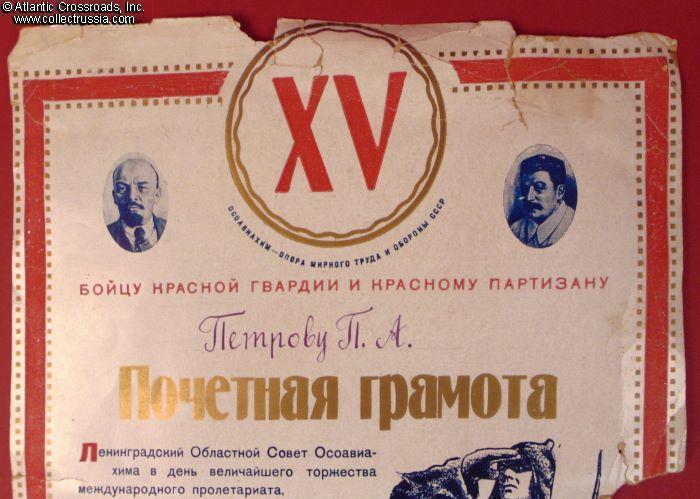 © Atlantic Crossroads, Inc.
www.collectrussia.com
XV
ОСОАВИАХИМ—ОПОРА МИРНОГО ТРУДА И ОБОРОНЫ СССР
БОЙЦУ КРАСНОЙ ГВАРДИИ И КРАСНОМУ ПАРТИЗАНУ
Петрову П. А.
Почетная грамота
Ленинградский Областной Совет Осоавиа-
хима в день величайшего торжества
международного пролетариата,